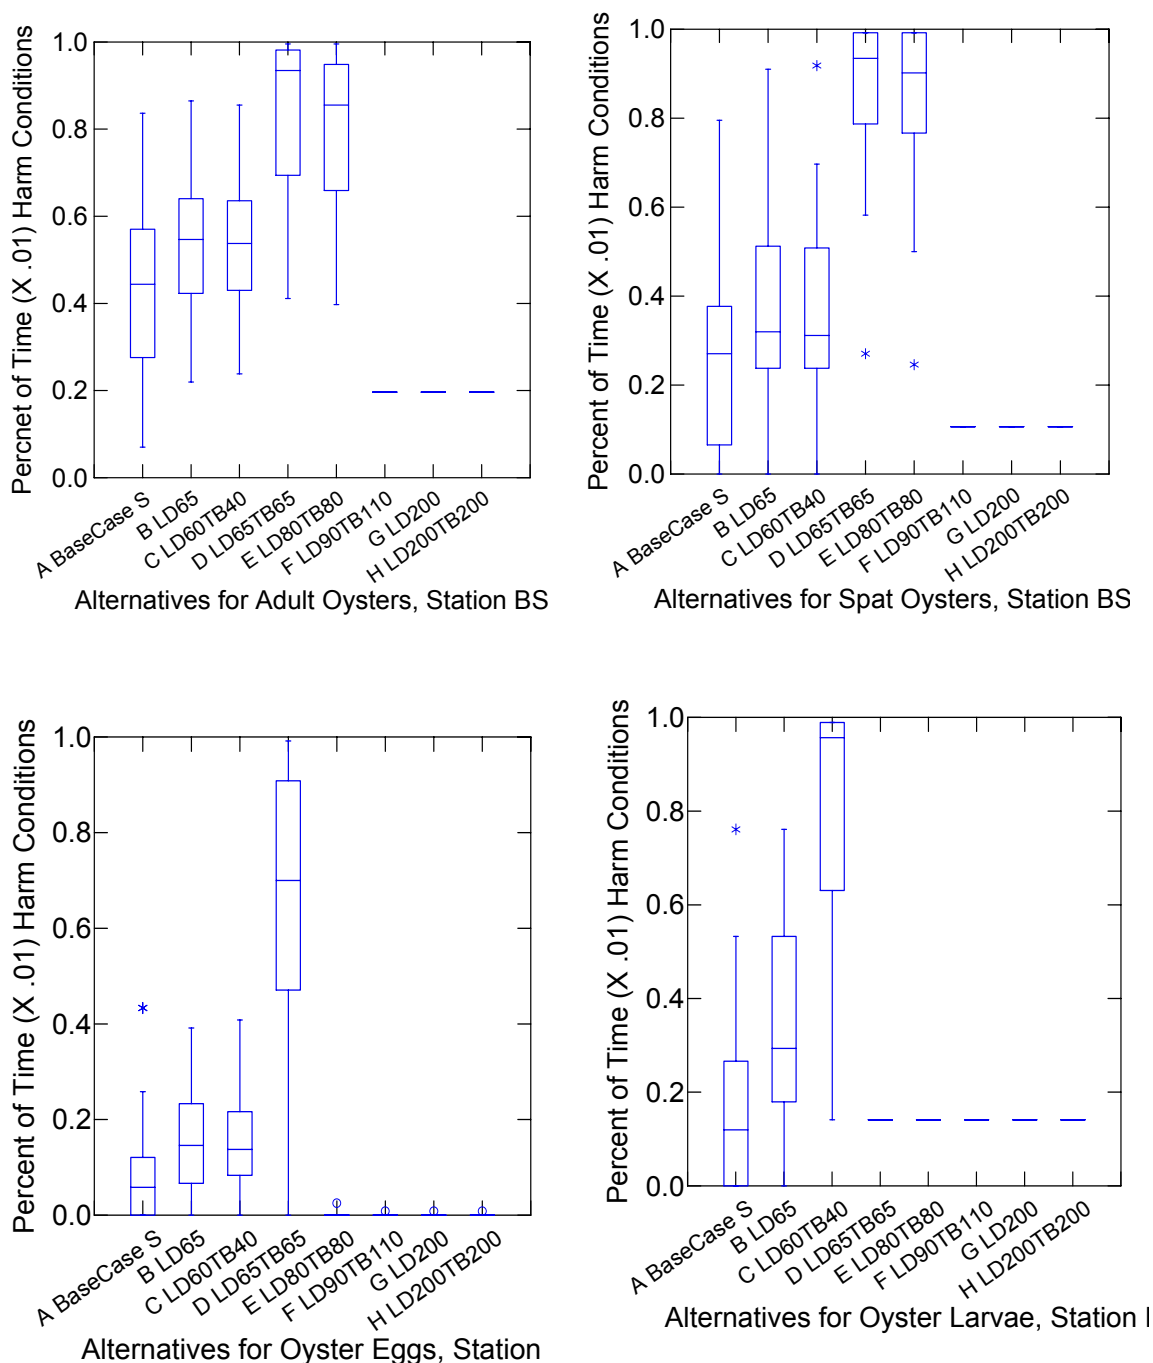 Percnet of Time (X .01) Harm Conditions
1.0
0.8
0.6
0.4
0.2
0.0
A BaseCase S
B LD65
C LD60TB40
D LD65TB65
E LD80TB80
F LD90TB110
G LD200
H LD200TB200
Alternatives for Adult Oysters, Station BS
Percent of Time (X .01) Harm Conditions
1.0
0.8
0.6
0.4
0.2
0.0
A BaseCase S
B LD65
C LD60TB40
D LD65TB65
E LD80TB80
F LD90TB110
G LD200
H LD200TB200
Alternatives for Spat Oysters, Station BS
Percent of Time (X .01) Harm Conditions
1.0
0.8
0.6
0.4
0.2
0.0
A BaseCase S
B LD65
C LD60TB40
D LD65TB65
E LD80TB80
F LD90TB110
G LD200
H LD200TB200
Alternatives for Oyster Eggs, Station
Percent of Time (X .01) Harm Conditions
1.0
0.8
0.6
0.4
0.2
0.0
A BaseCase S
B LD65
C LD60TB40
D LD65TB65
E LD80TB80
F LD90TB110
G LD200
H LD200TB200
Alternatives for Oyster Larvae, Station